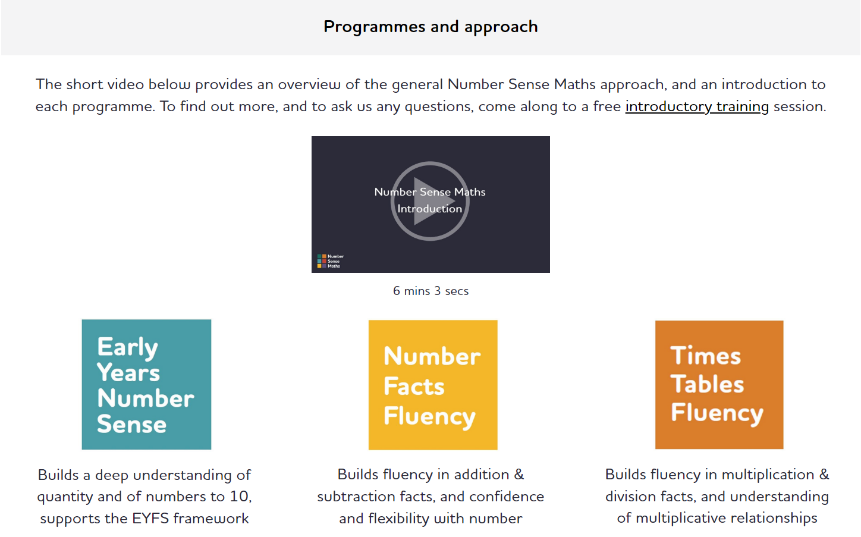 Programmes and approach
The short video below provides an overview of the general Number Sense Maths approach, and an introduction to
each programme. To find out more, and to ask us any questions, come along to a free introductory training session.
Number Sense Maths
Introduction
Number
Sense
Maths
6 mins 3 secs
Early
Years
Number
Sense
Number
Facts
Fluency
Times
Tables
Fluency
Builds a deep understanding of
quantity and of numbers to 10,
supports the EYFS framework
Builds fluency in addition &
subtraction facts, and confidence
and flexibility with number
Builds fluency in multiplication &
division facts, and understanding
of multiplicative relationships